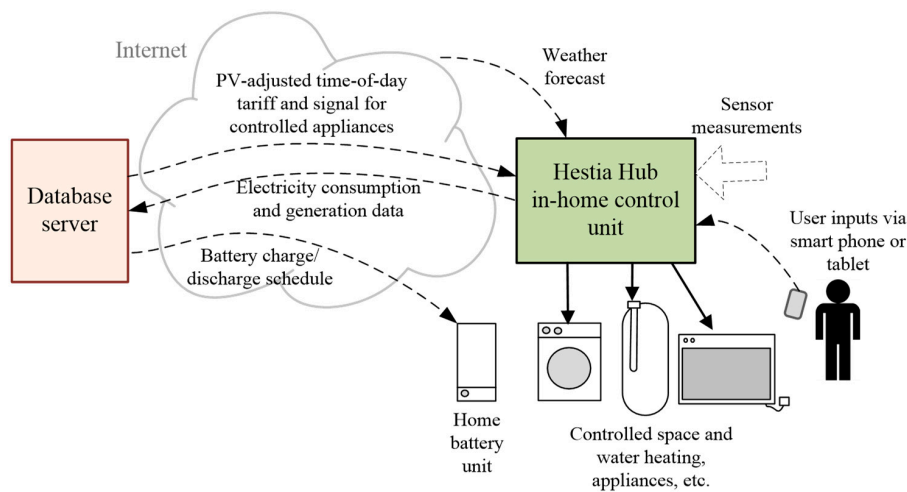 Internet
PV-adjusted time-of-day
tariff and signal for
controlled appliances
Weather
forecast
Sensor
measurements
Database
server
Hestia Hub
in-home control
unit
Electricity consumption
and generation data
User inputs via
smart phone or
tablet
Battery charge/
discharge schedule
Home
battery
unit
Controlled space and
water heating,
appliances, etc.